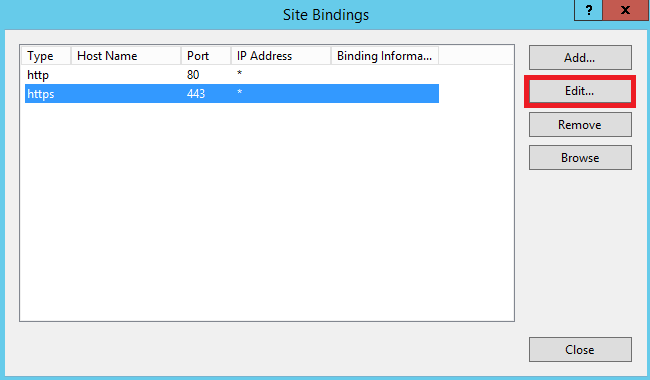 Site Bindings
? x
Type Host Name Port IP Address Binding Informa...
http 80 *
https 443 *
Add...
Edit...
Remove
Browse
Close